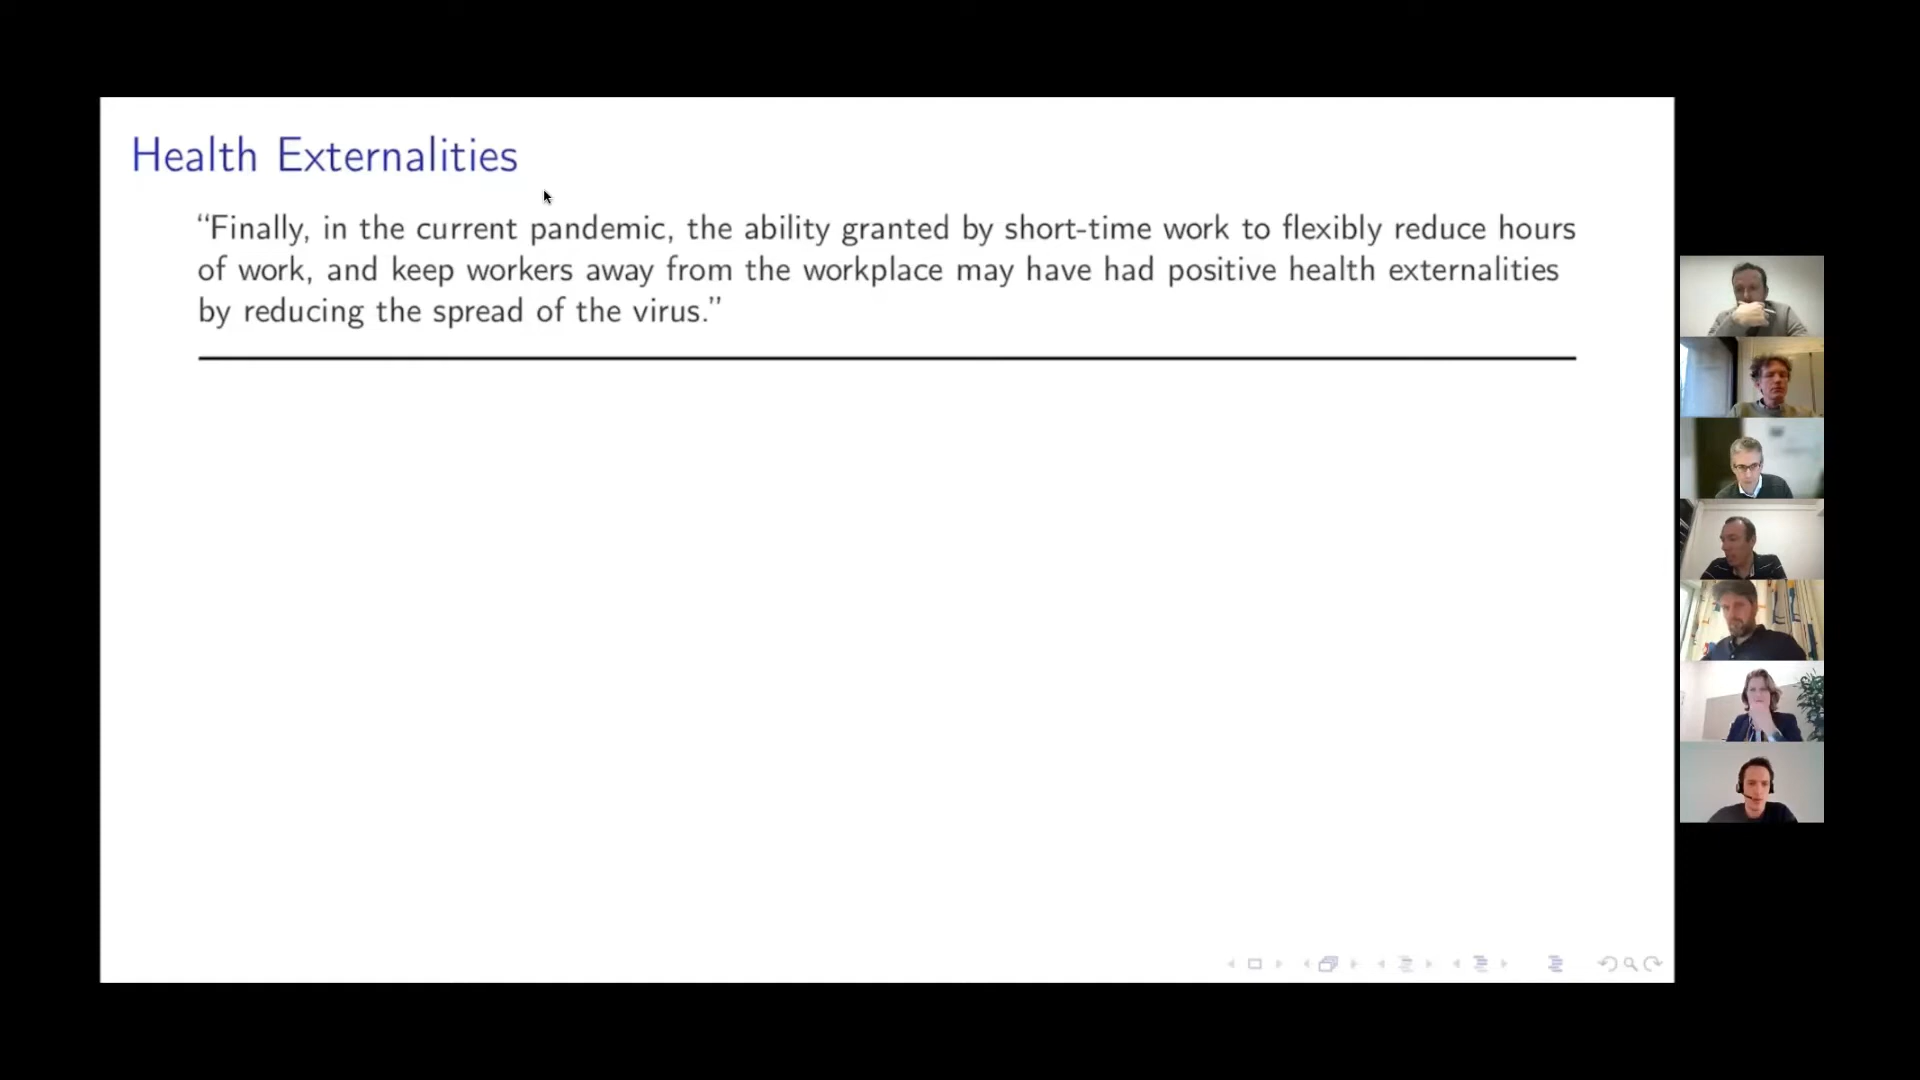 Health Externalities
“Finally, in the current pandemic, the ability granted by short-time work to flexibly reduce hours
of work, and keep workers away from the workplace may have had positive health externalities
by reducing the spread of the virus.”